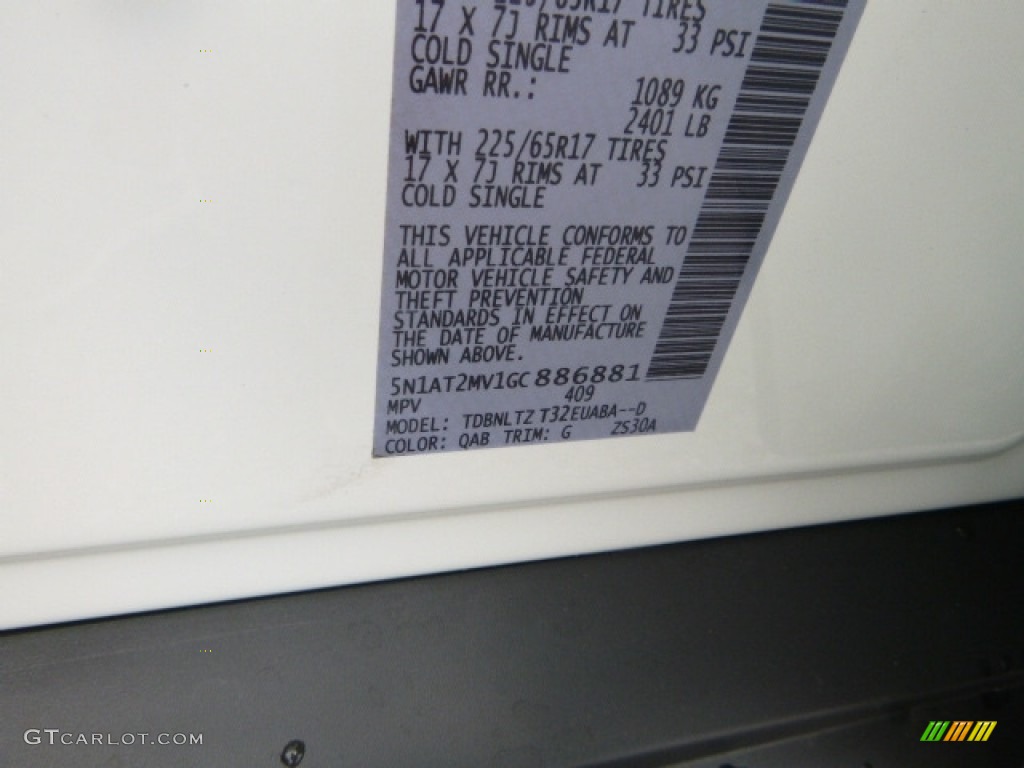 225/65R17 TIRES
17 X 7J RIMS AT 33 PSI
COLD SINGLE
GAWR RR.: 1089 KG
2401 LB
WITH 225/65R17 TIRES
17 X 7J RIMS AT 33 PSI
COLD SINGLE
THIS VEHICLE CONFORMS TO
ALL APPLICABLE FEDERAL
MOTOR VEHICLE SAFETY AND
THEFT PREVENTION
STANDARDS IN EFFECT ON
THE DATE OF MANUFACTURE
SHOWN ABOVE.
5N1AT2MV1GC886881
MPV 409
MODEL: TDBNLTZ T32EUABA--D
COLOR: QAB TRIM: G ZS30A
GTCARLOT.COM